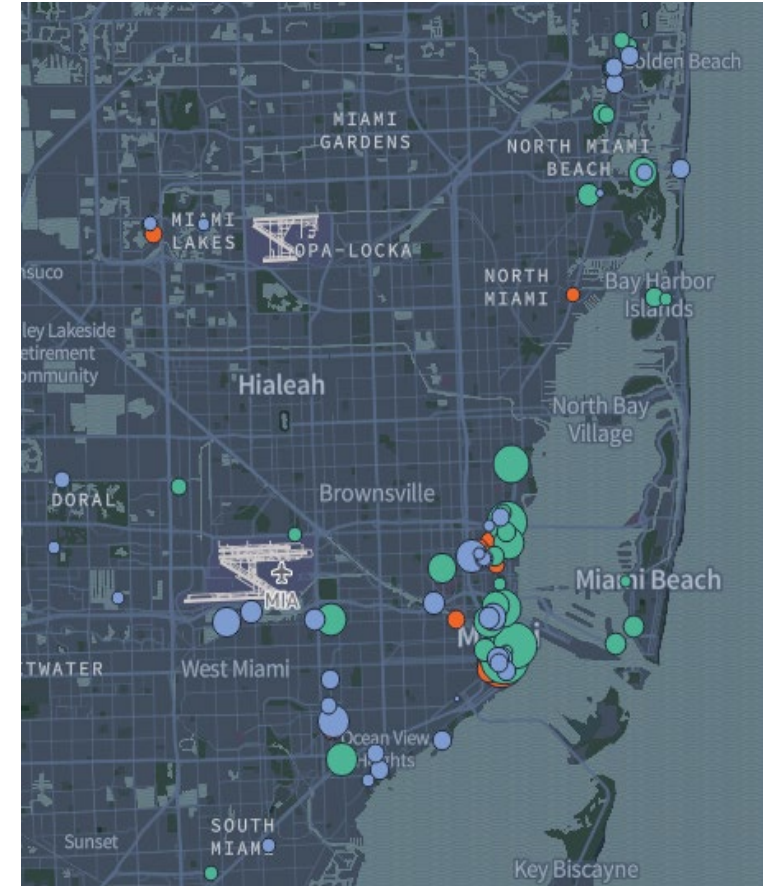 olden Beach
MIAMI
GARDENS
NORTH MIAMI
BEACH
MIAMI
LAKES
OPA-LOCKA
nsuco
NORTH
MIAMI
Bay Harbor
Islands
ley Lakeside
etirement
ommunity
Hialeah
North Bay
Village
Brownsville
DORAL
MIA
Miami Beach
M i
TWATER
West Miami
Ocean View
Heights
SOUTH
MIAMI
Sunset
Key Biscayne